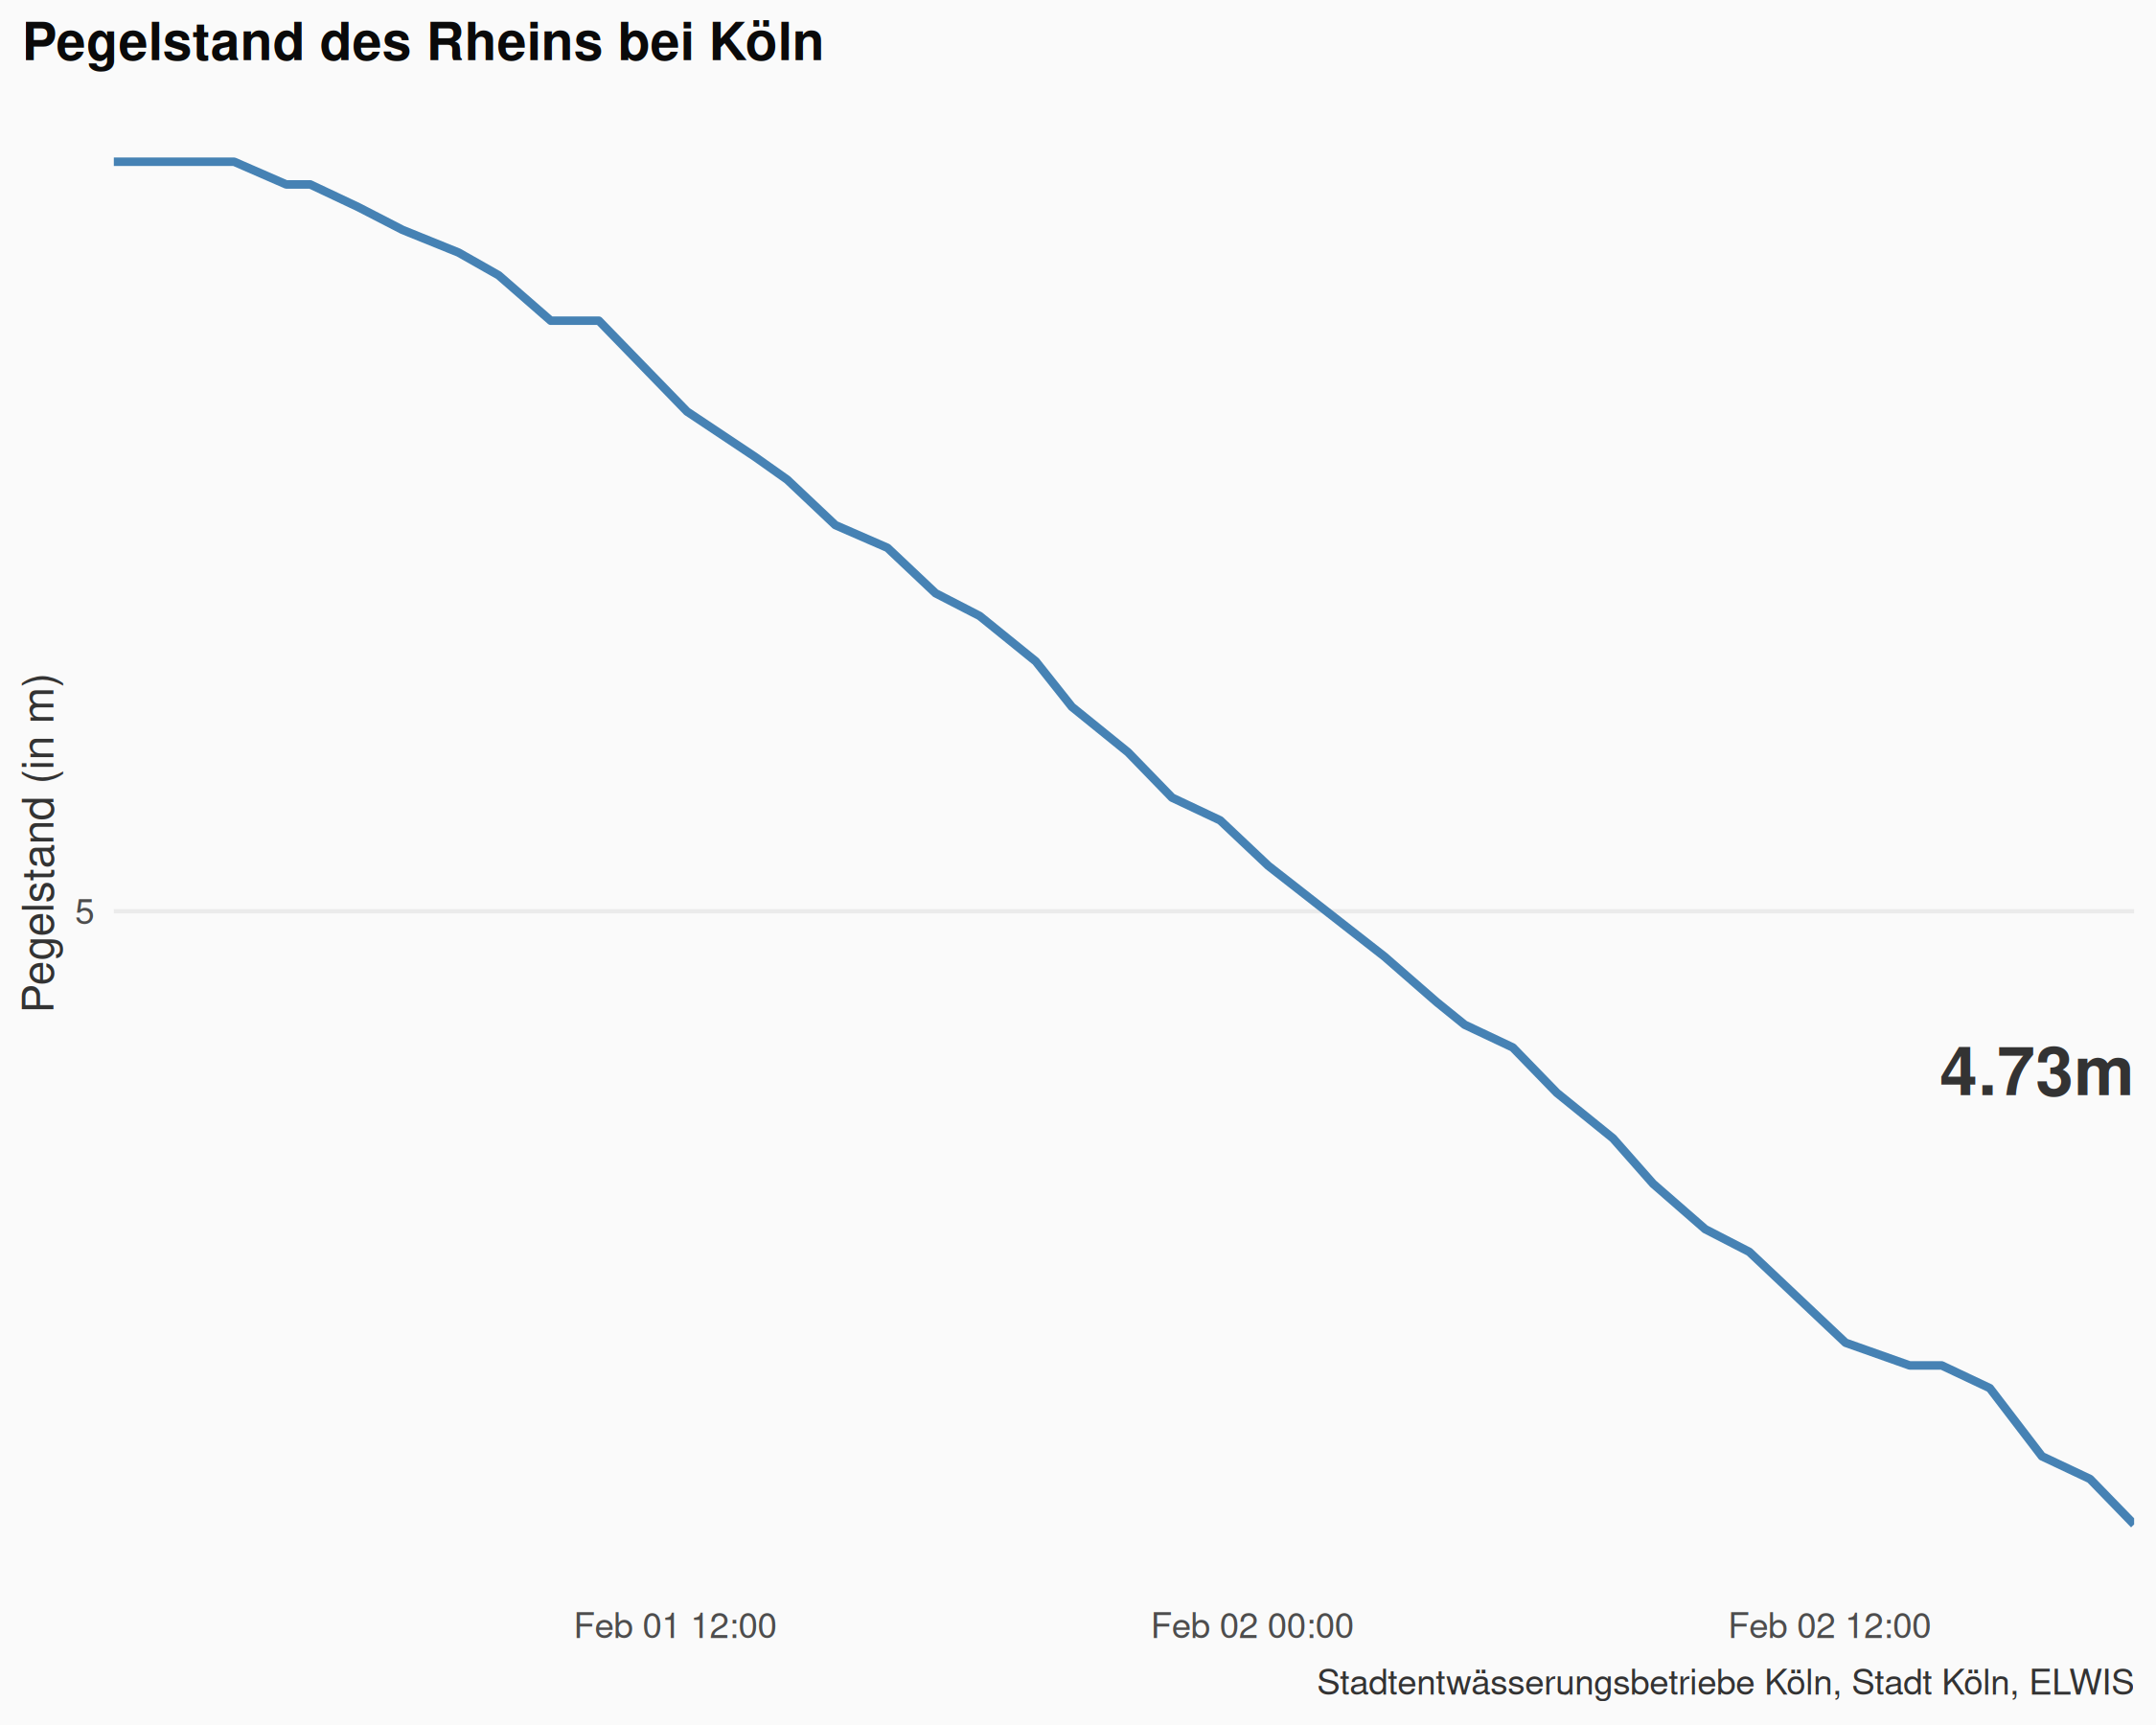 Pegelstand des Rheins bei Köln
Pegelstand (in m)
5
4.73m
Feb 01 12:00
Feb 02 00:00
Feb 02 12:00
Stadtentwässerungsbetriebe Köln, Stadt Köln, ELWIS